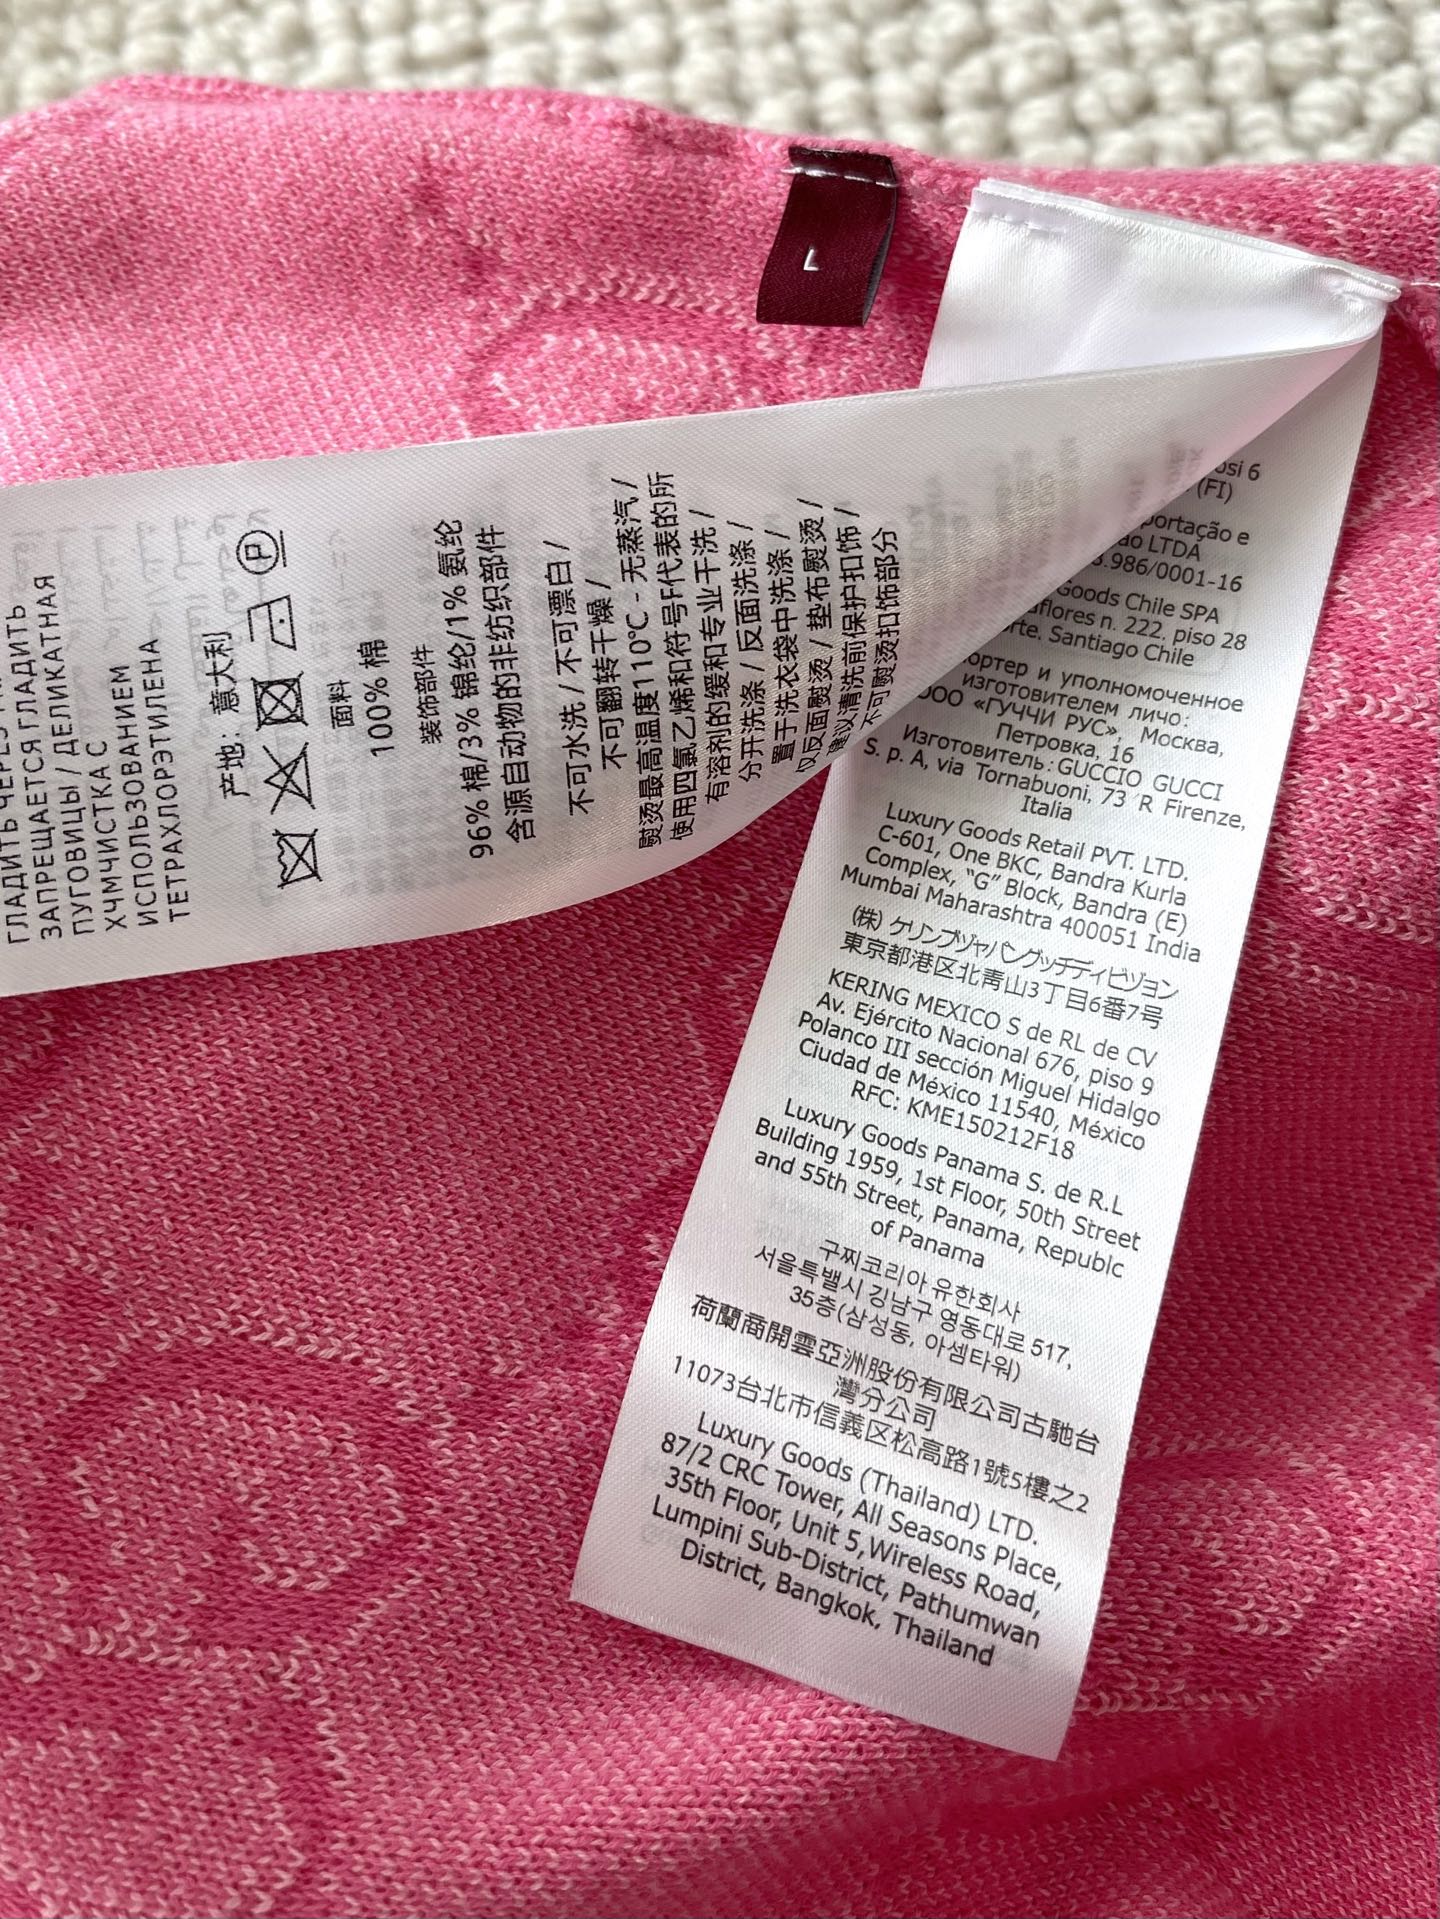 L
ГЛАДИТЬ ЧЕРЕЗ
ЗАПРЕЩАЕТСЯ ГЛАДИТЬ
ПУГОВИЦЫ / ДЕЛИКАТНАЯ
ХЧМЧИСТКА С
ИСПОЛЬЗОВАНИЕМ
ТЕТРАХЛОРЭТИЛЕНА
产地: 意大利
P
面料
100% 棉
装饰部件
96% 棉/3% 锦纶/1% 氨纶
含源自动物的非纺织部件
不可水洗 / 不可漂白 /
不可翻转干燥 /
熨烫最高温度110℃ - 无蒸汽 /
使用四氯乙烯和符号F代表的所
有溶剂的缓和专业干洗 /
分开洗涤 / 反面洗涤 /
置于洗衣袋中洗涤 /
仅反面熨烫 / 垫布熨烫 /
建议清洗前保护扣饰 /
不可熨烫扣饰部分
osi 6
(FI)
portação e
ão LTDA
.986/0001-16
Goods Chile SPA
aflores n. 222, piso 28
orte. Santiago Chile
ортер и уполномоченное
изготовителем лицо:
ООО «ГУЧЧИ РУС», Москва,
Петровка, 16
Изготовитель: GUCCIO GUCCI
S. p. A, via Tornabuoni, 73 R Firenze,
Italia
Luxury Goods Retail PVT. LTD.
C-601, One BKC, Bandra Kurla
Complex, "G" Block, Bandra (E)
Mumbai Maharashtra 400051 India
(株) ケリングジャパングッチディビジョン
東京都港区北青山3丁目6番7号
KERING MEXICO S de RL de CV
Av. Ejército Nacional 676, piso 9
Polanco III sección Miguel Hidalgo
Ciudad de México 11540, México
RFC: KME150212F18
Luxury Goods Panama S. de R.L
Building 1959, 1st Floor, 50th Street
and 55th Street, Panama, Republic
of Panama
구찌코리아 유한회사
서울특별시 강남구 영동대로 517,
35층(삼성동, 아셈타워)
荷蘭商開雲亞洲股份有限公司古馳台
灣分公司
11073台北市信義區松高路1號5樓之2
Luxury Goods (Thailand) LTD.
87/2 CRC Tower, All Seasons Place,
35th Floor, Unit 5,Wireless Road,
Lumpini Sub-District, Pathumwan
District, Bangkok, Thailand